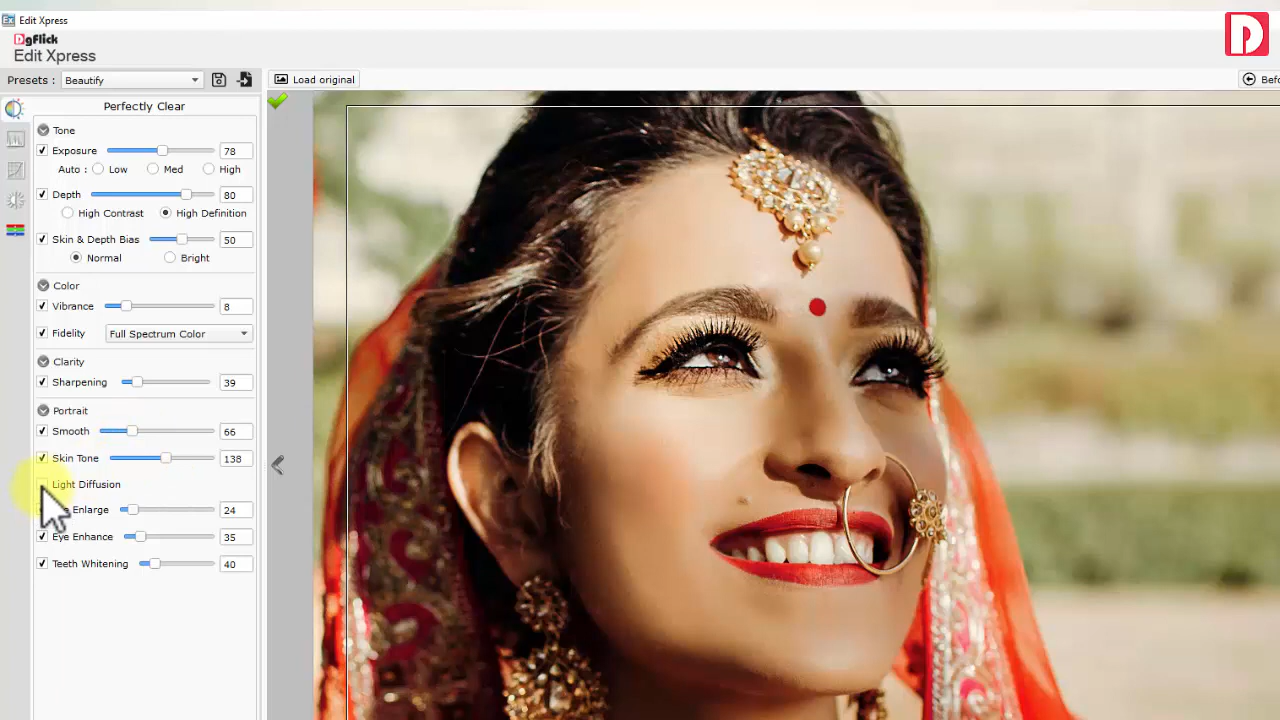 Edit Xpress
DgFlick
Edit Xpress
Presets : Beautify
Load original
Befo
Perfectly Clear
Tone
Exposure 78
Auto : Low Med High
Depth 80
High Contrast High Definition
Skin & Depth Bias 50
Normal Bright
Color
Vibrance 8
Fidelity Full Spectrum Color
Clarity
Sharpening 39
Portrait
Smooth 66
Skin Tone 138
Light Diffusion
Enlarge 24
Eye Enhance 35
Teeth Whitening 40